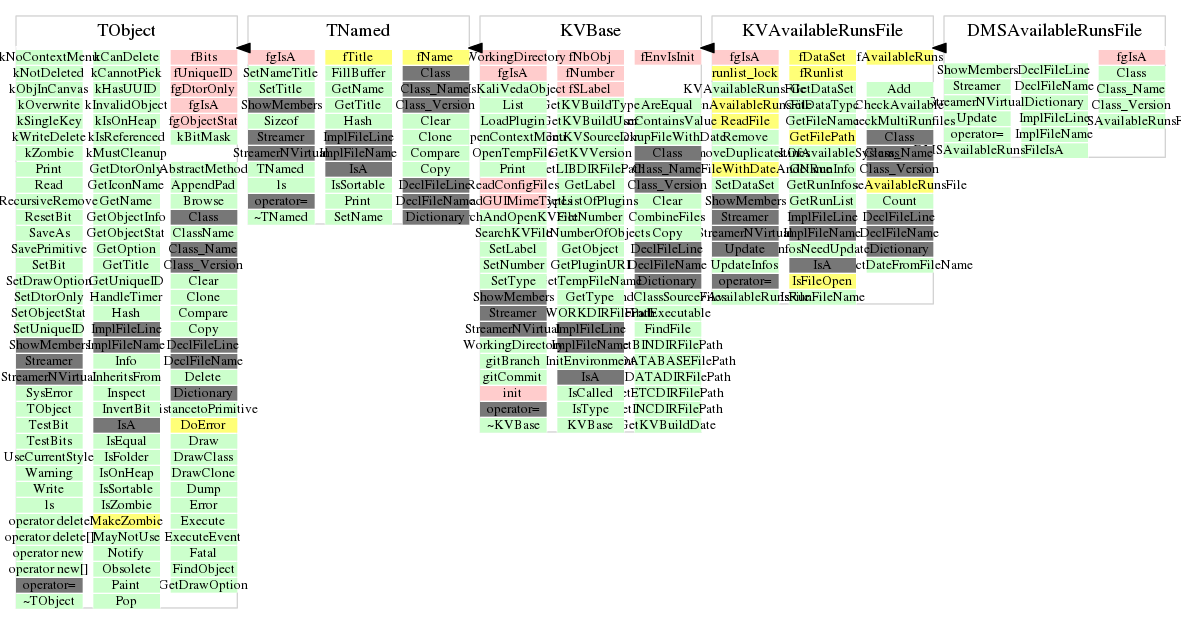 TObject
kNoContextMenu
kNotDeleted
kObjInCanvas
kOverwrite
kSingleKey
kWriteDelete
kZombie
Print
Read
RecursiveRemove
ResetBit
SaveAs
SavePrimitive
SetBit
SetDrawOption
SetDtorOnly
SetObjectStat
SetUniqueID
ShowMembers
Streamer
StreamerNVirtual
SysError
TObject
TestBit
TestBits
UseCurrentStyle
Warning
Write
ls
operator delete
operator delete[]
operator new
operator new[]
operator=
~TObject
kCanDelete
kCannotPick
kHasUUID
kInvalidObject
kIsOnHeap
kIsReferenced
kMustCleanup
GetDtorOnly
GetIconName
GetName
GetObjectInfo
GetObjectStat
GetOption
GetTitle
GetUniqueID
HandleTimer
Hash
ImplFileLine
ImplFileName
Info
InheritsFrom
Inspect
InvertBit
IsA
IsEqual
IsFolder
IsOnHeap
IsSortable
IsZombie
MakeZombie
MayNotUse
Notify
Obsolete
Paint
Pop
fBits
fUniqueID
fgDtorOnly
fgIsA
fgObjectStat
kBitMask
AbstractMethod
AppendPad
Browse
Class
ClassName
Class_Name
Class_Version
Clear
Clone
Compare
Copy
DeclFileLine
DeclFileName
Delete
Dictionary
DistancetoPrimitive
DoError
Draw
DrawClass
DrawClone
Dump
Error
Execute
ExecuteEvent
Fatal
FindObject
GetDrawOption
TNamed
fgIsA
SetNameTitle
SetTitle
ShowMembers
Sizeof
Streamer
StreamerNVirtual
TNamed
ls
operator=
~TNamed
fTitle
FillBuffer
GetName
GetTitle
Hash
ImplFileLine
ImplFileName
IsA
IsSortable
Print
SetName
fName
Class
Class_Name
Class_Version
Clear
Clone
Compare
Copy
DeclFileLine
DeclFileName
Dictionary
KVBase
WorkingDirectory
fgIsA
IsKaliVedaObject
List
LoadPlugin
OpenContextMenu
OpenTempFile
Print
ReadConfigFiles
SearchAndOpenKVFile
SearchKVFile
SetLabel
SetNumber
SetType
ShowMembers
Streamer
StreamerNVirtual
WorkingDirectory
gitBranch
gitCommit
init
operator=
~KVBase
fNbObj
fNumber
fSLabel
GetKVBuildType
GetKVBuildUser
GetKVSourceDir
GetKVVersion
GetLIBDIRFilePath
GetLabel
GetListOfPlugins
GetNumber
GetNumberOfObjects
GetObject
GetPluginURI
GetTempFileName
GetType
GetWORKDIRFilePath
ImplFileLine
ImplFileName
InitEnvironment
IsA
IsCalled
IsType
KVBase
fEnvIsInit
AreEqual
BackupFileWithDate
Class
Class_Name
Class_Version
Clear
CombineFiles
Copy
DeclFileLine
DeclFileName
Dictionary
FindClassSourceFiles
FindExecutable
FindFile
GetBINDIRFilePath
GetDATABASEFilePath
GetDATADIRFilePath
GetETCDIRFilePath
GetINCDIRFilePath
GetKVBuildDate
KVAvailableRunsFile
fgIsA
runlist_lock
KVAvailableRunsFile
ReadFile
Remove
SetDataSet
ShowMembers
Streamer
StreamerNVirtual
Update
UpdateInfos
operator=
~KVAvailableRunsFile
fDataSet
fRunlist
GetDataSet
GetDataType
GetFileName
GetFilePath
GetRunInfo
GetRunInfos
GetRunList
ImplFileLine
ImplFileName
InfosNeedUpdate
IsA
IsFileOpen
IsRunFileName
fAvailableRuns
Add
CheckMultiRunfiles
Class
Class_Name
Class_Version
CloseAvailableRunsFile
Count
DeclFileLine
DeclFileName
Dictionary
ExtractDateFromFileName
DMSAvailableRunsFile
ShowMembers
Streamer
StreamerNVirtual
Update
operator=
DeclFileLine
DeclFileName
Dictionary
ImplFileLine
ImplFileName
IsA
fgIsA
Class
Class_Name
Class_Version
DMSAvailableRunsFile